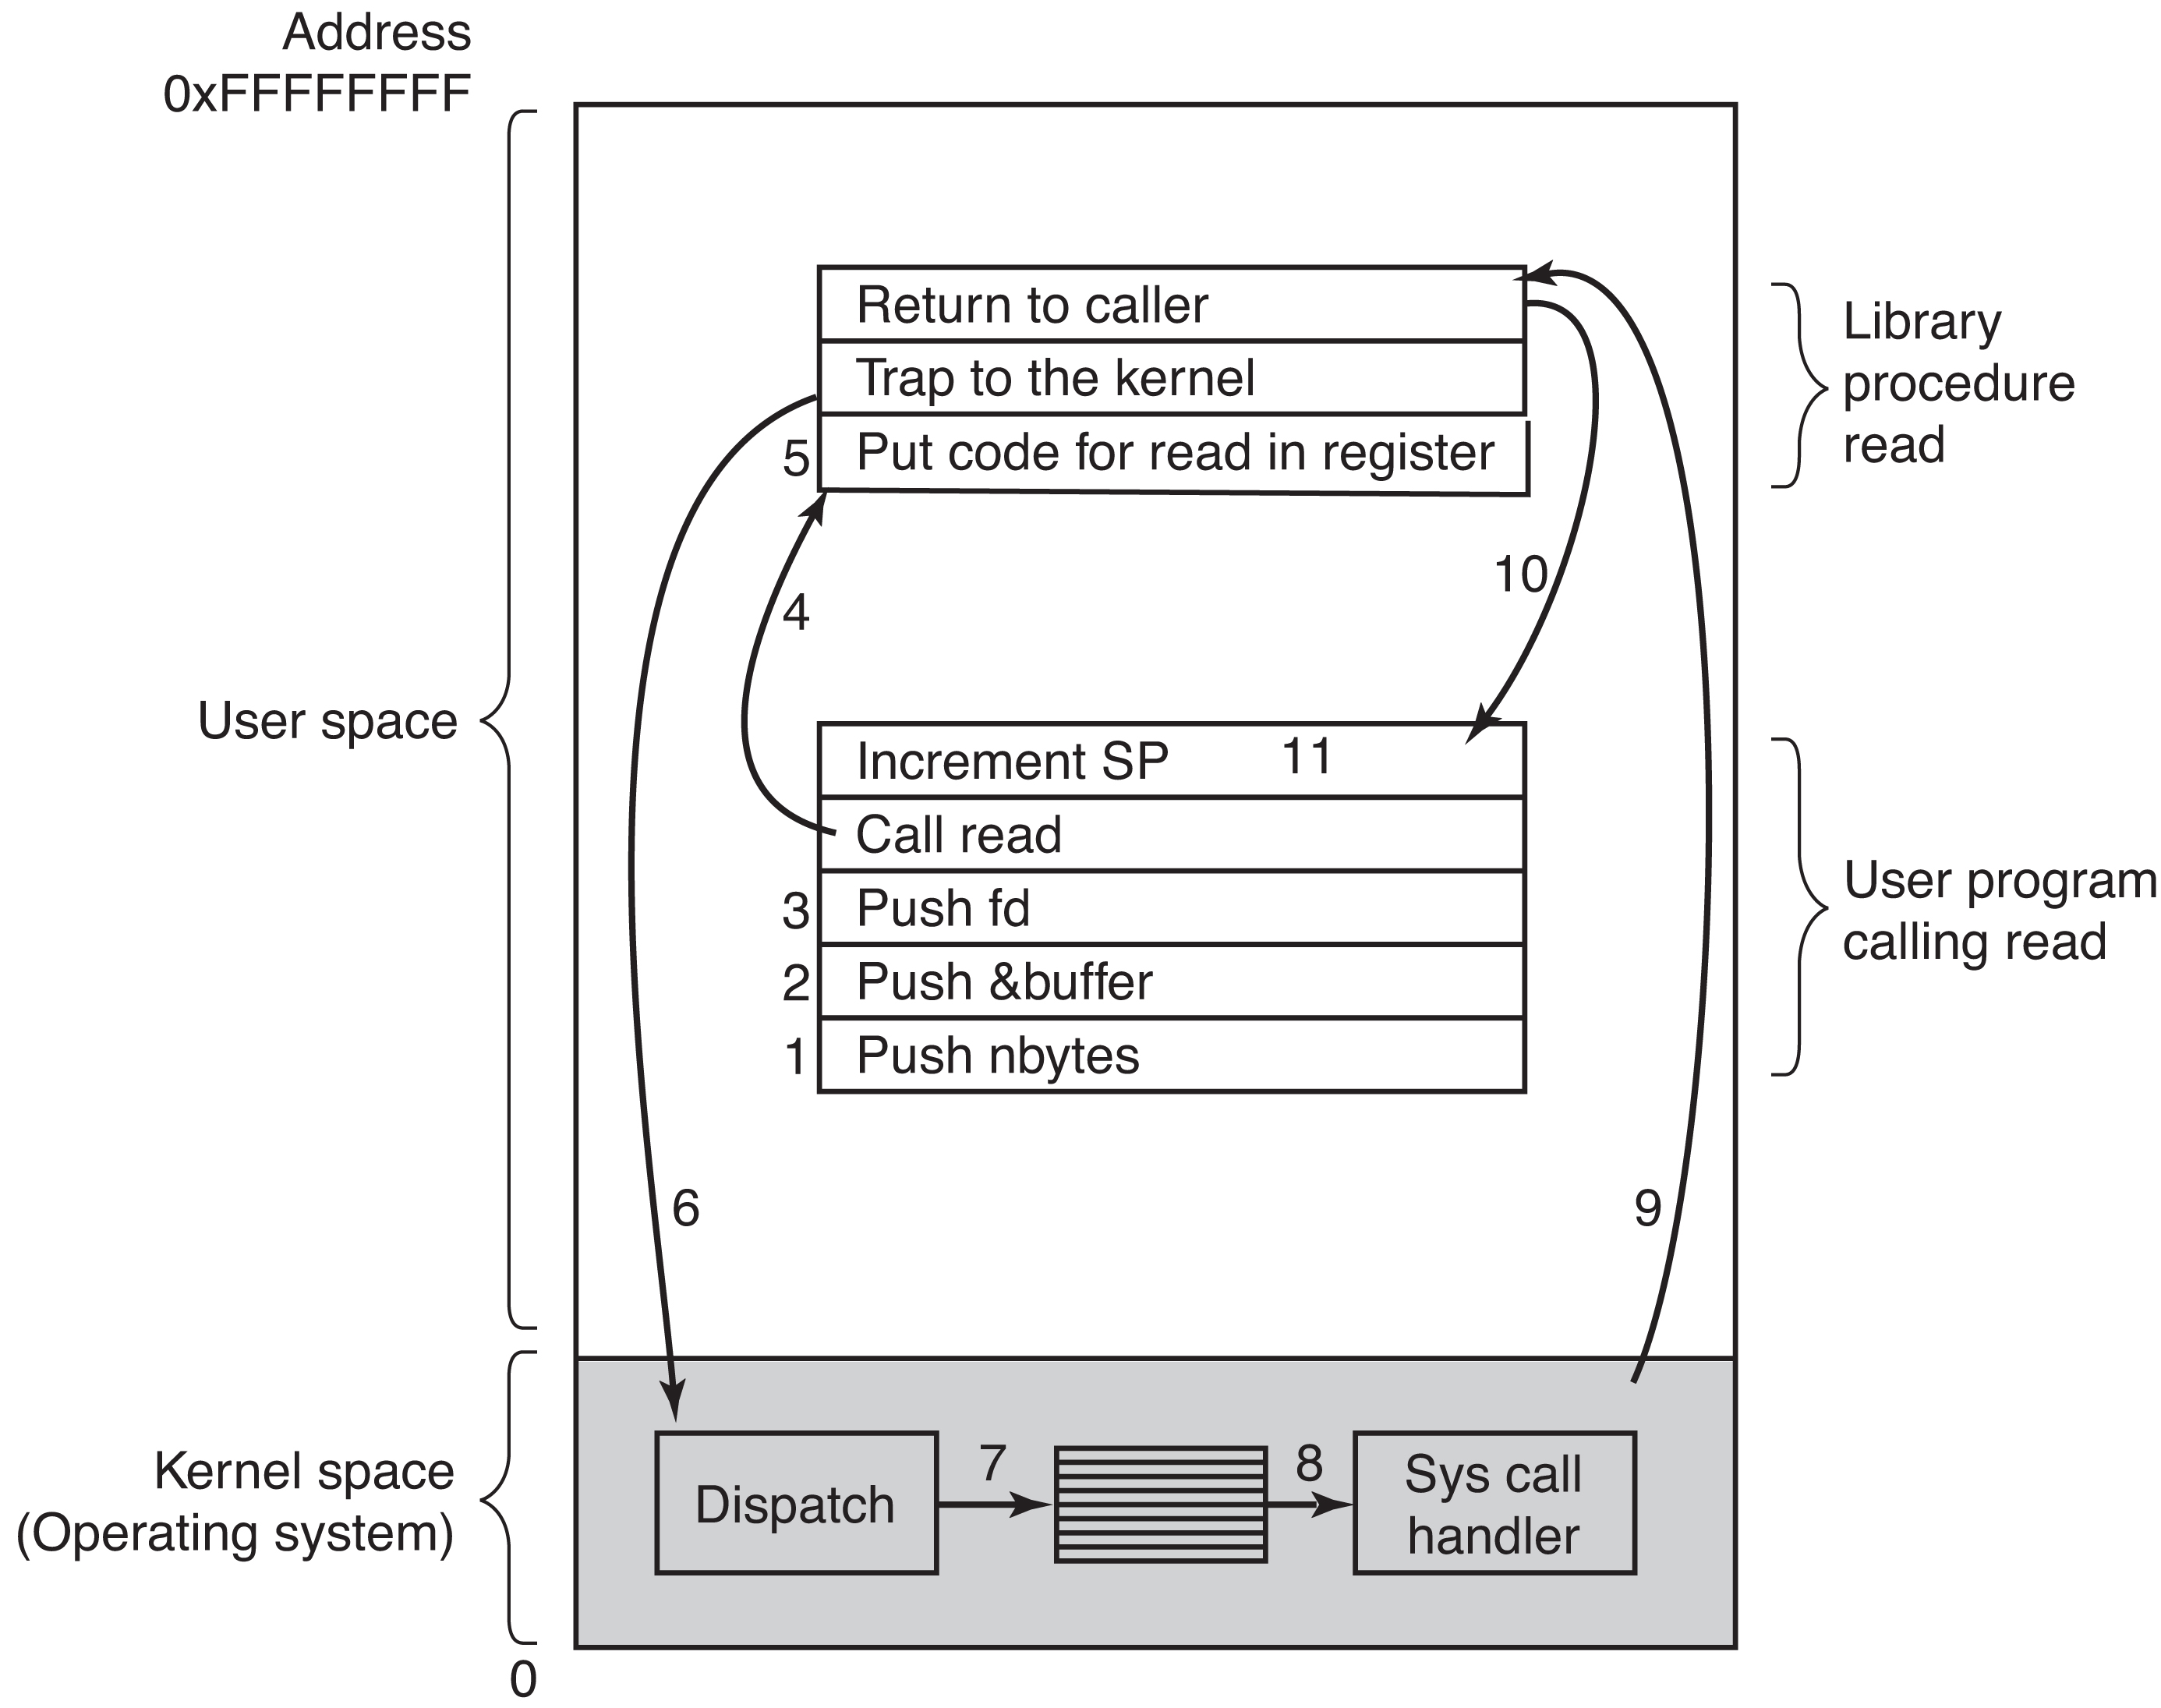 Address
0xFFFFFFFF
Return to caller
Trap to the kernel
5 Put code for read in register
Library
procedure
read
10
4
User space
Increment SP 11
Call read
3 Push fd
2 Push &buffer
1 Push nbytes
User program
calling read
6
9
Kernel space
(Operating system)
Dispatch
7
8
Sys call
handler
0